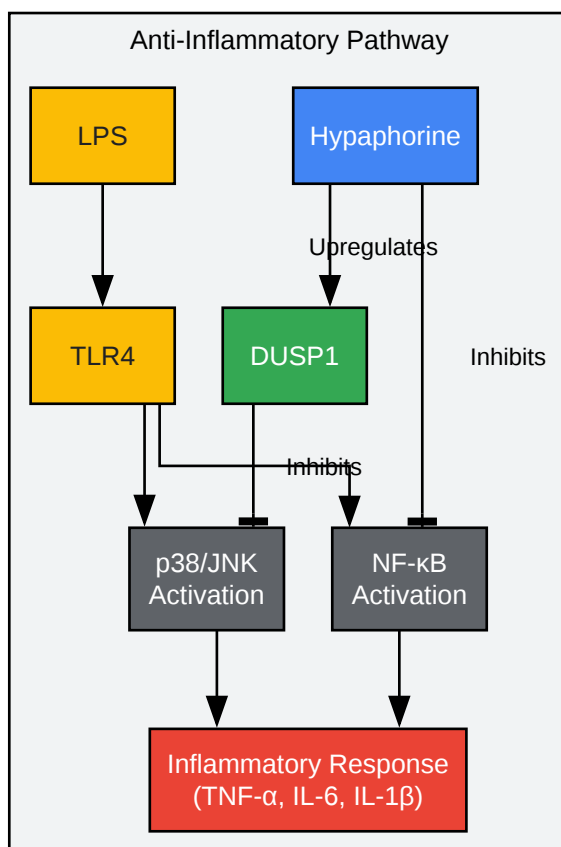 Anti-Inflammatory Pathway
LPS
Hypaphorine
Upregulates
TLR4
DUSP1
Inhibits
Inhibits
p38/JNK
Activation
NF-κB
Activation
Inflammatory Response
(TNF-α, IL-6, IL-1β)